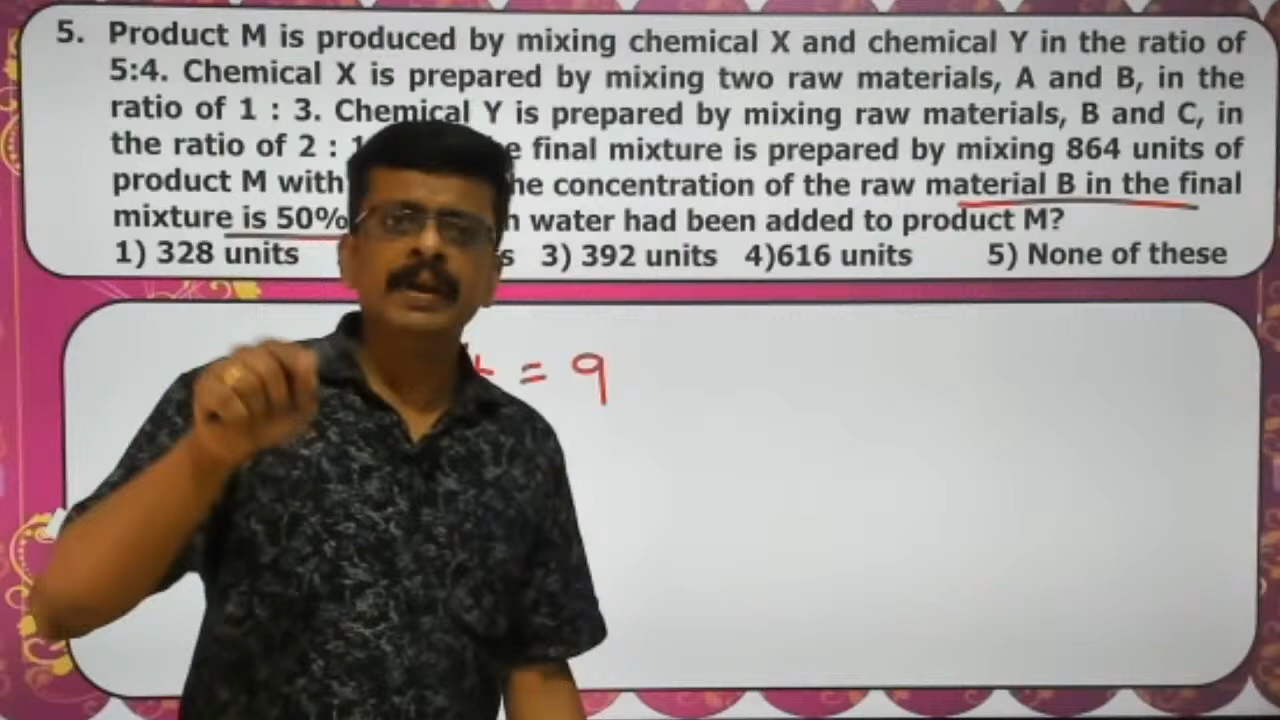 5. Product M is produced by mixing chemical X and chemical Y in the ratio of
5:4. Chemical X is prepared by mixing two raw materials, A and B, in the
ratio of 1 : 3. Chemical Y is prepared by mixing raw materials, B and C, in
the ratio of 2 : 1 final mixture is prepared by mixing 864 units of
product M with concentration of the raw material B in the final
mixture is 50% water had been added to product M?
1) 328 units 3) 392 units 4)616 units 5) None of these
= 9